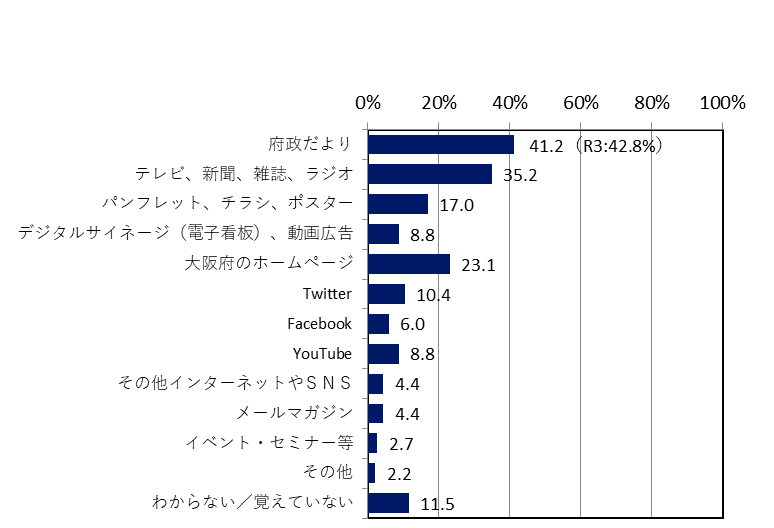 0% 20% 40% 60% 80% 100%
府政だより 41.2（R3:42.8%）
テレビ、新聞、雑誌、ラジオ 35.2
パンフレット、チラシ、ポスター 17.0
デジタルサイネージ（電子看板）、動画広告 8.8
大阪府のホームページ 23.1
Twitter 10.4
Facebook 6.0
YouTube 8.8
その他インターネットやＳＮＳ 4.4
メールマガジン 4.4
イベント・セミナー等 2.7
その他 2.2
わからない／覚えていない 11.5